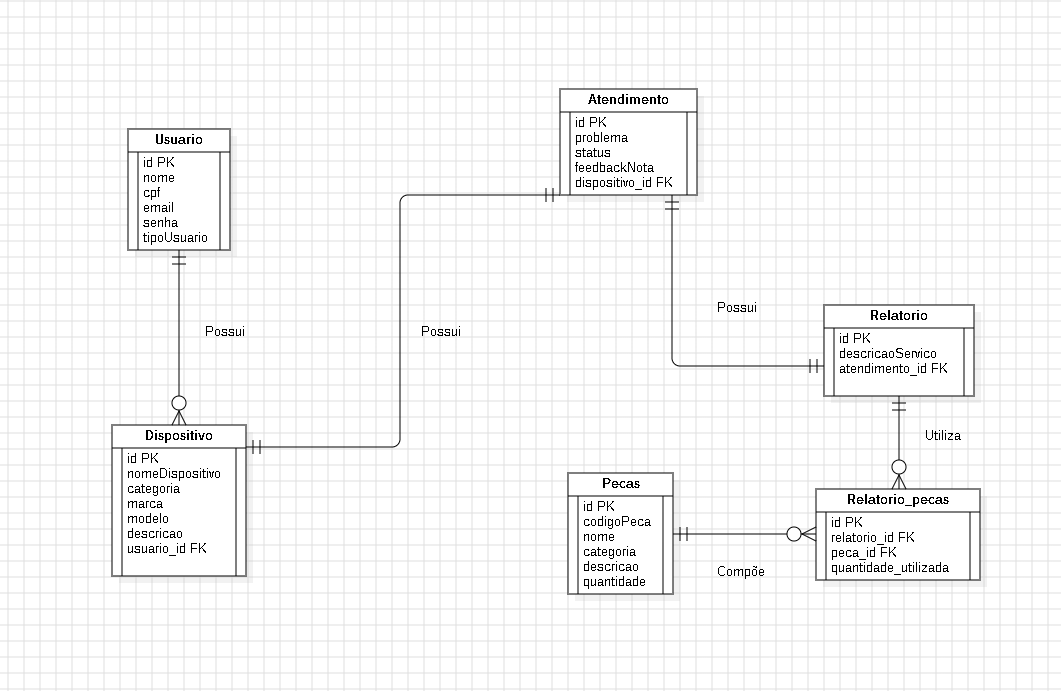 Usuario
id PK
nome
cpf
email
senha
tipoUsuario
Possui
Dispositivo
id PK
nomeDispositivo
categoria
marca
modelo
descricao
usuario_id FK
Possui
Atendimento
id PK
problema
status
feedbackNota
dispositivo_id FK
Possui
Relatorio
id PK
descricaoServico
atendimento_id FK
Utiliza
Pecas
id PK
codigoPeca
nome
categoria
descricao
quantidade
Compõe
Relatorio_pecas
id PK
relatorio_id FK
peca_id FK
quantidade_utilizada